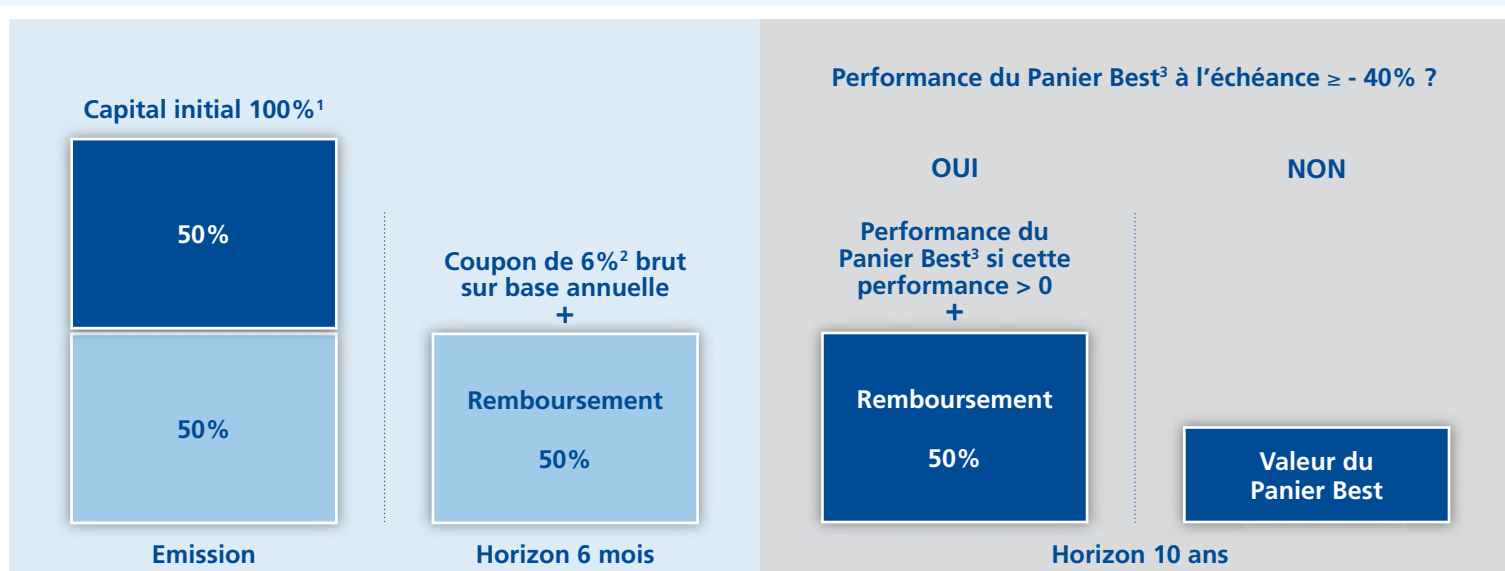 Capital initial 100%¹
50%
50%
Emission
Coupon de 6%² brut
sur base annuelle
+
Remboursement
50%
Horizon 6 mois
Performance du Panier Best³ à l’échéance ≥ - 40% ?
OUI
Performance du
Panier Best³ si cette
performance > 0
+
Remboursement
50%
NON
Valeur du
Panier Best
Horizon 10 ans